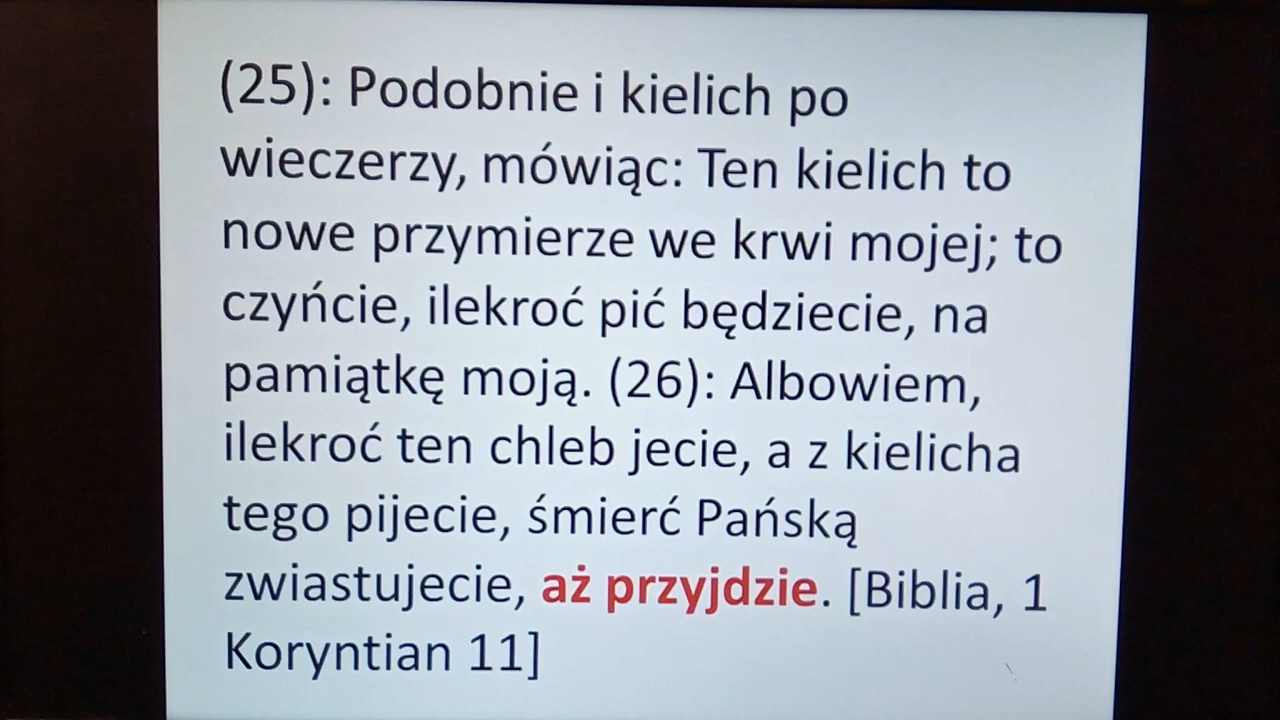 (25): Podobnie i kielich po
wieczerzy, mówiąc: Ten kielich to
nowe przymierze we krwi mojej; to
czyńcie, ilekroć pić będziecie, na
pamiątkę moją. (26): Albowiem,
ilekroć ten chleb jecie, a z kielicha
tego pijecie, śmierć Pańską
zwiastujecie, aż przyjdzie. [Biblia, 1
Koryntian 11]